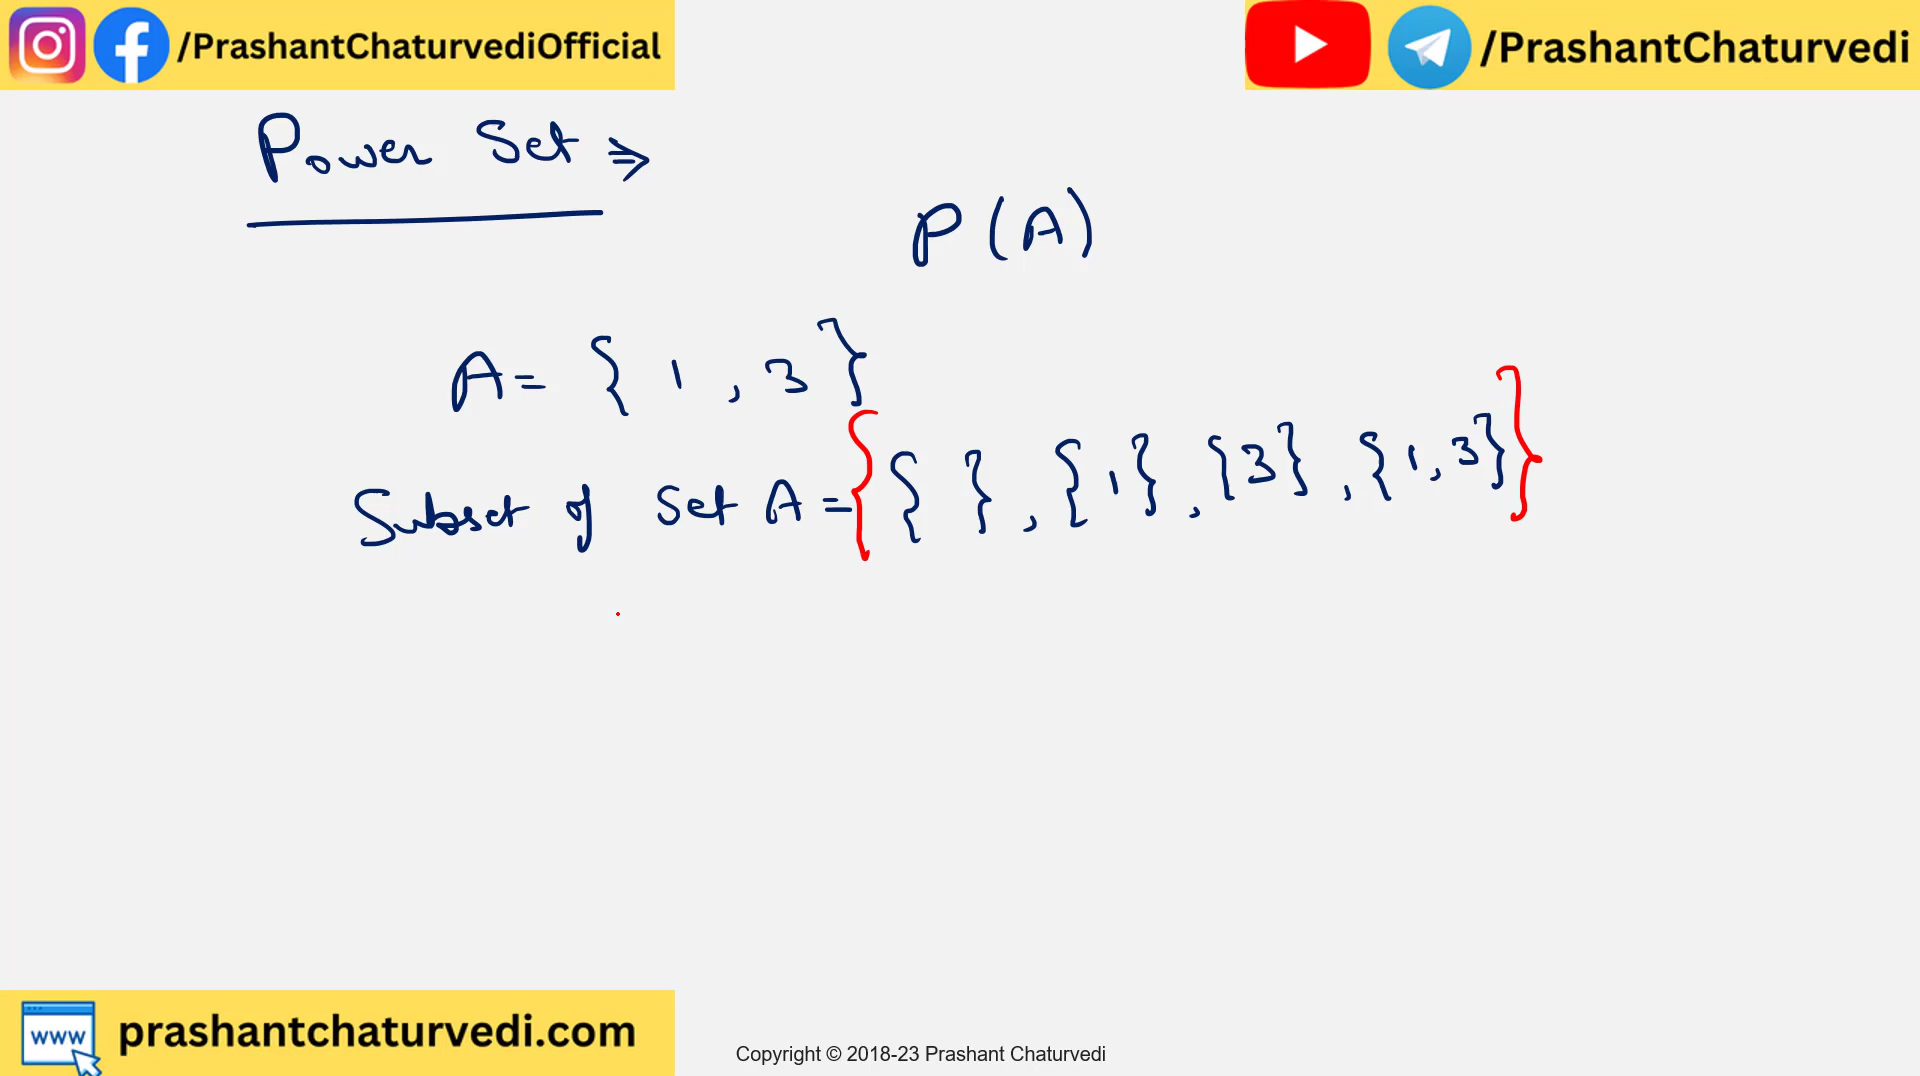 /PrashantChaturvediOfficial
/PrashantChaturvedi
Power Set ⇒
P(A)
A = { 1 , 3 }
Subset of Set A = { { } , {1} , {3} , {1,3} }
www
prashantchaturvedi.com
Copyright © 2018-23 Prashant Chaturvedi